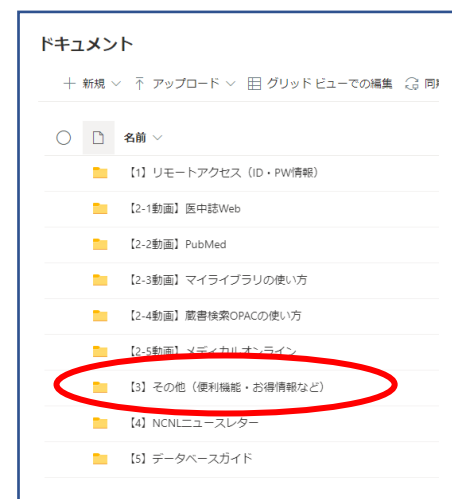 ドキュメント
新規 アップロード グリッド ビューでの編集
名前
【1】リモートアクセス（ID・PW情報）
【2-1動画】医中誌Web
【2-2動画】PubMed
【2-3動画】マイライブラリの使い方
【2-4動画】蔵書検索OPACの使い方
【2-5動画】メディカルオンライン
【3】その他（便利機能・お得情報など）
【4】NCNLニュースレター
【5】データベースガイド